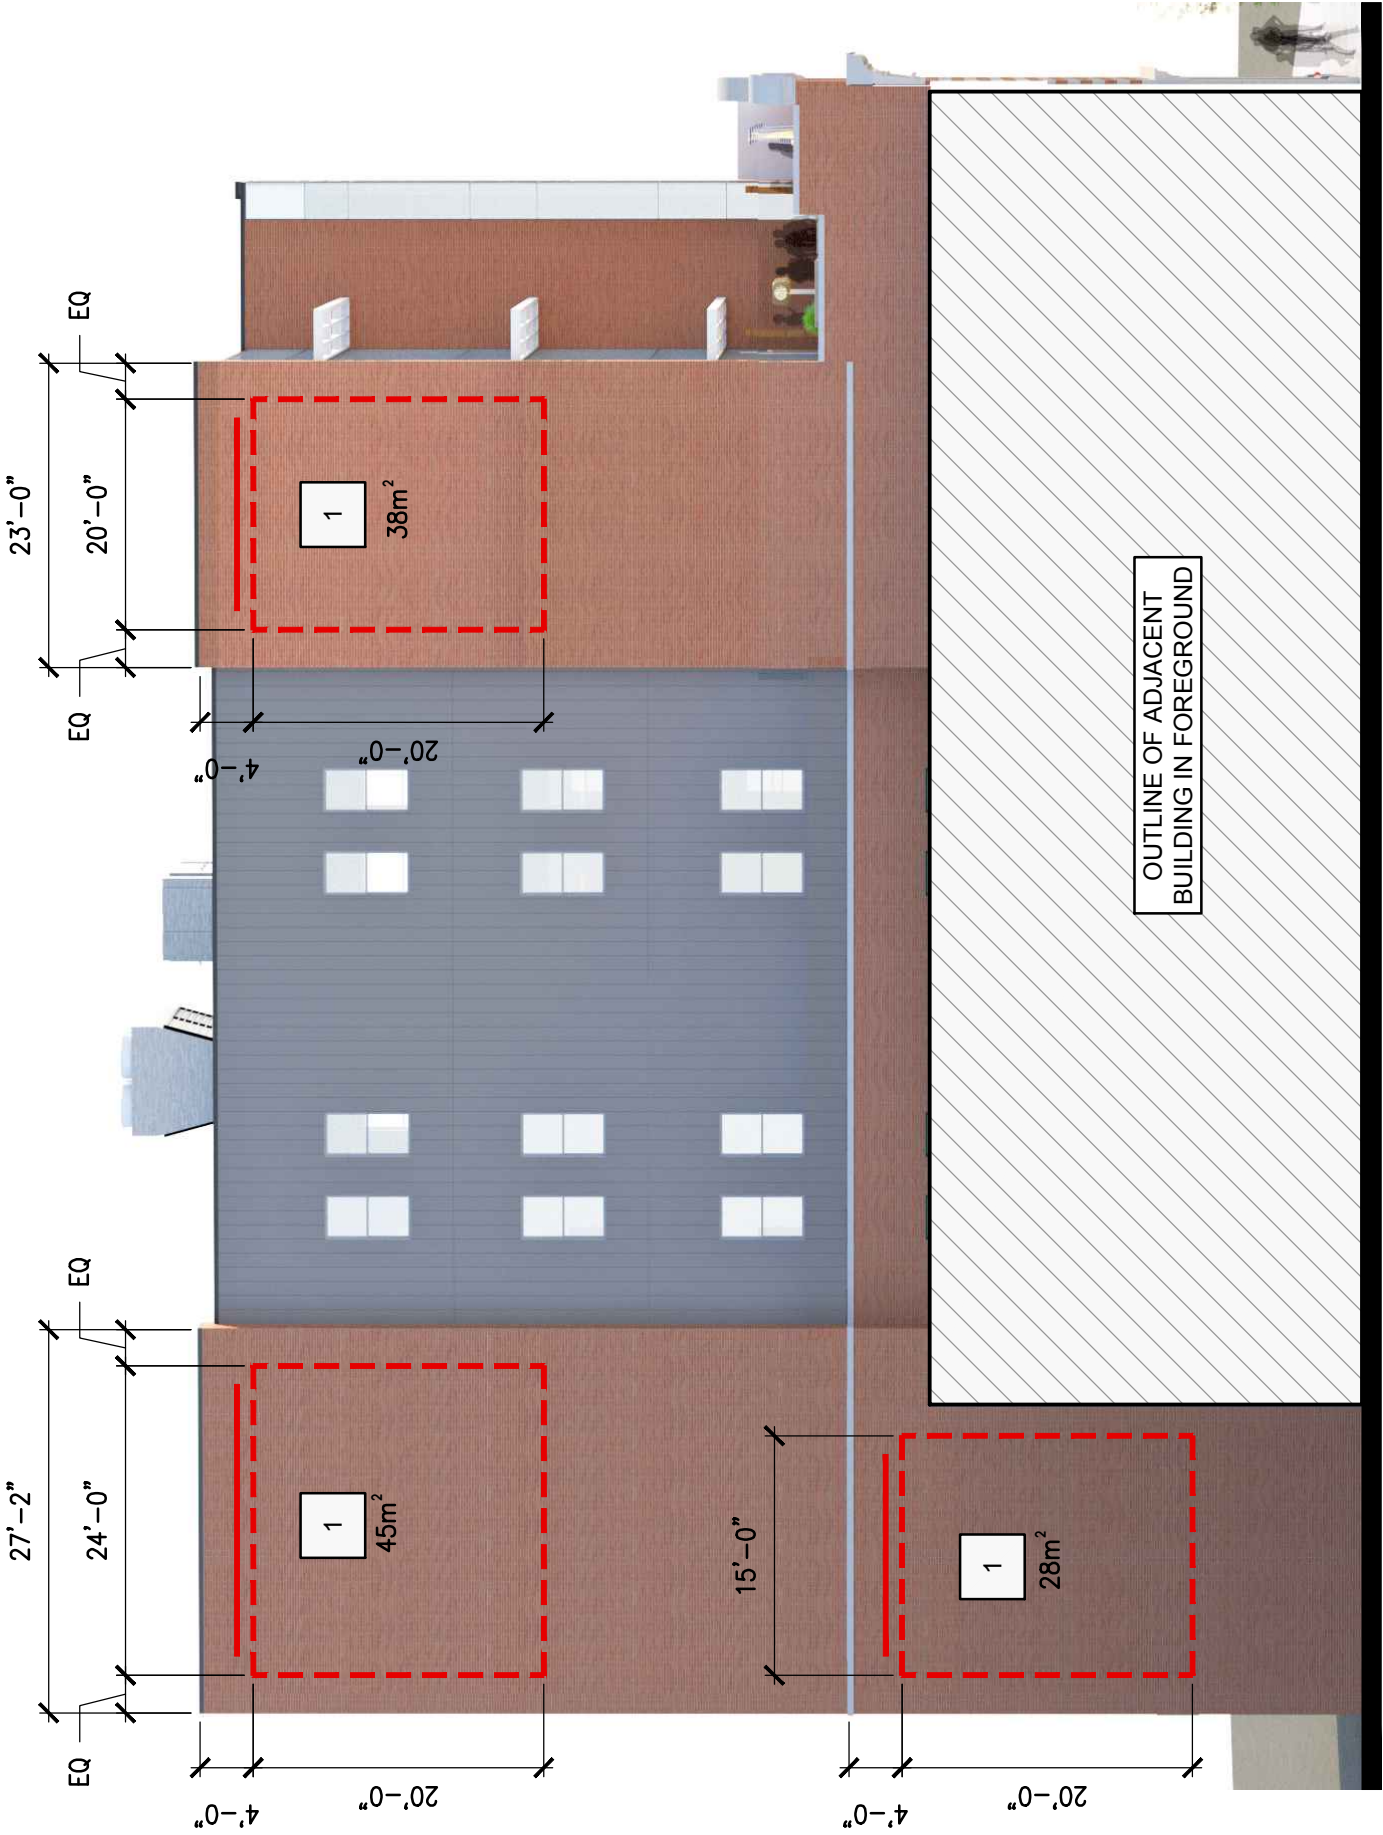 27'-2"
23'-0"
EQ
24'-0"
EQ
EQ
20'-0"
EQ
4'-0"
20'-0"
4'-0"
20'-0"
1
45m²
1
38m²
15'-0"
4'-0"
20'-0"
1
28m²
OUTLINE OF ADJACENT
BUILDING IN FOREGROUND